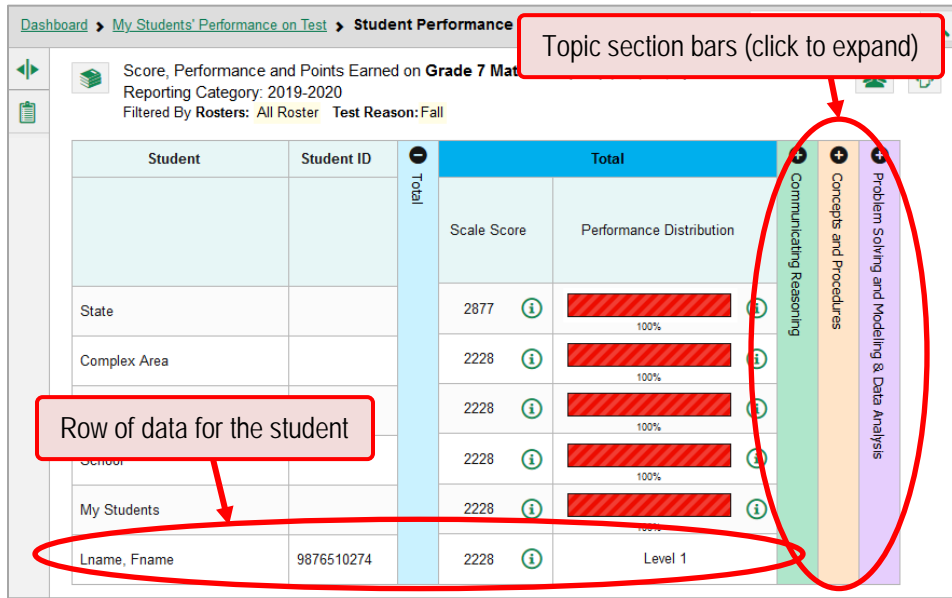 Dashboard > My Students' Performance on Test > Student Performance
Topic section bars (click to expand)
Score, Performance and Points Earned on Grade 7 Mat
Reporting Category: 2019-2020
Filtered By Rosters: All Roster Test Reason: Fall
Student Student ID Total
Total
Scale Score Performance Distribution
Communicating Reasoning
Concepts and Procedures
Problem Solving and Modeling & Data Analysis
State 2877
100%
Complex Area 2228
100%
2228
100%
Row of data for the student
School 2228
100%
My Students 2228
100%
Lname, Fname 9876510274 2228 Level 1